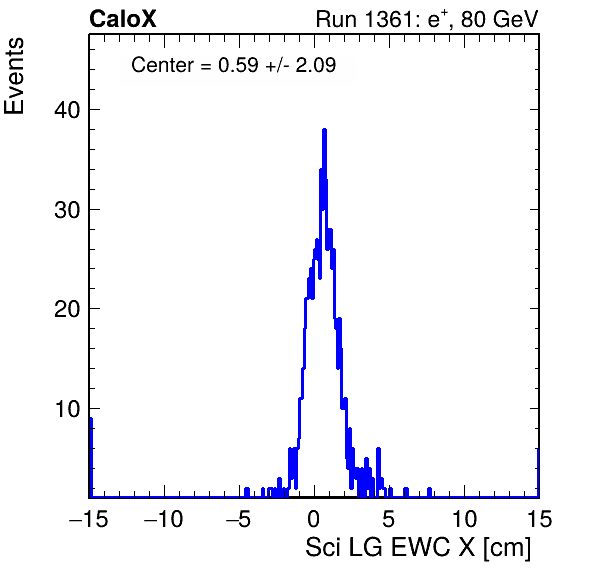 CaloX Run 1361: e⁺, 80 GeV
Events
Center = 0.59 +/- 2.09
40
30
20
10
−15 −10 −5 0 5 10 15
Sci LG EWC X [cm]